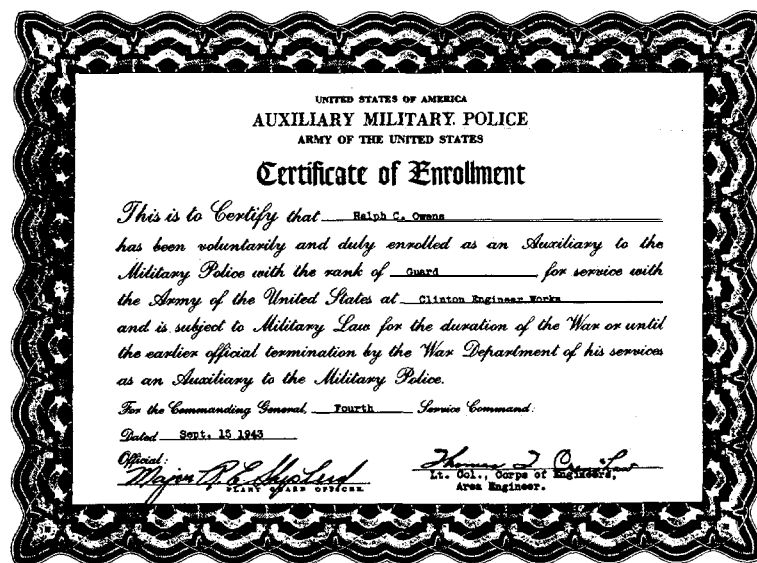 UNITED STATES OF AMERICA
AUXILIARY MILITARY POLICE
ARMY OF THE UNITED STATES
Certificate of Enrollment
This is to Certify that Ralph C. Owens
has been voluntarily and duly enrolled as an Auxiliary to the
Military Police with the rank of Guard, for service with
the Army of the United States at Clinton Engineer Works
and is subject to Military Law for the duration of the War or until
the earlier official termination by the War Department of his services
as an Auxiliary to the Military Police.
For the Commanding General, Fourth Service Command:
Dated Sept. 15 1943
Official:
Major
PLANT GUARD OFFICER
Thomas
Lt. Col., Corps of Engineers,
Area Engineer.